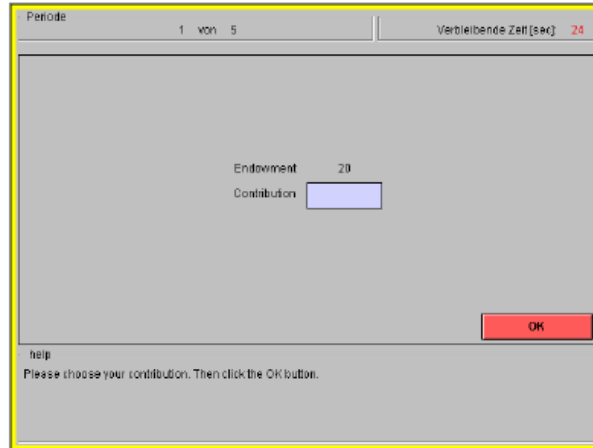 Periode
1 von 5
Verbleibende Zeit [sec]: 24
Endowment 20
Contribution
OK
help
Please choose your contribution. Then click the OK button.